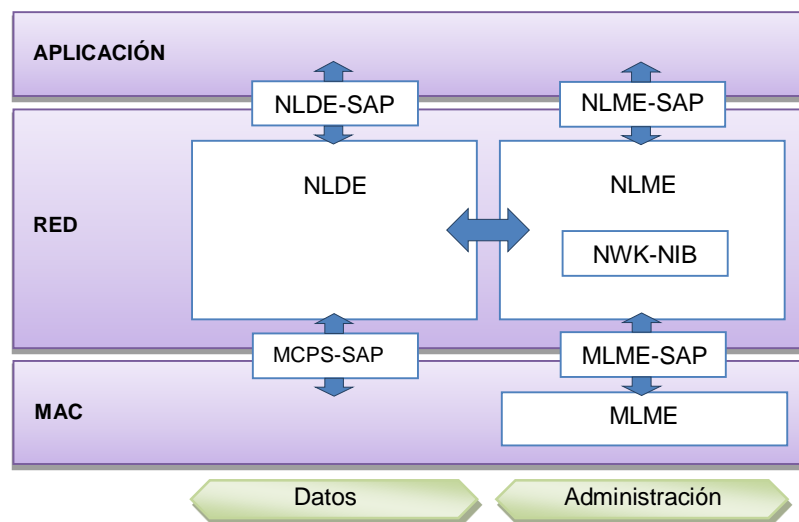 APLICACIÓN
NLDE-SAP
NLME-SAP
NLDE
NLME
RED
NWK-NIB
MCPS-SAP
MLME-SAP
MAC
MLME
Datos
Administración